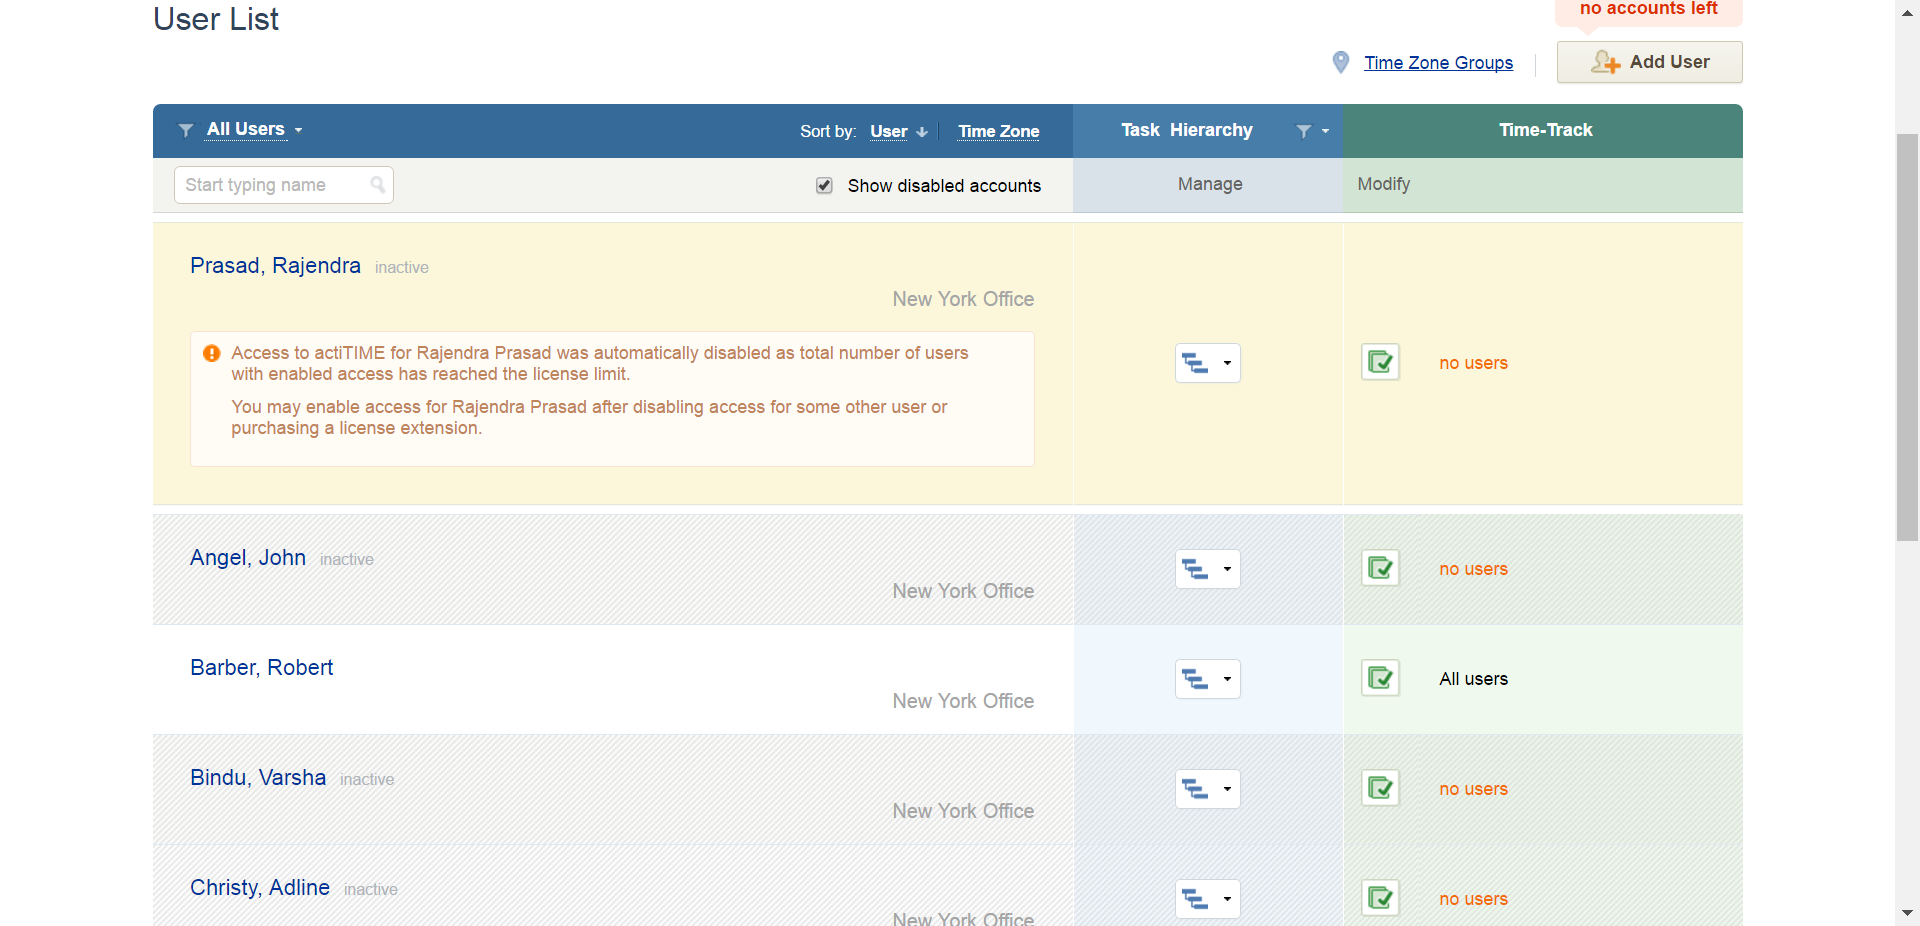 User List
no accounts left
Time Zone Groups
Add User
All Users
Sort by: User Time Zone
Task Hierarchy
Time-Track
Start typing name
Show disabled accounts
Manage
Modify
Prasad, Rajendra inactive
New York Office
Access to actiTIME for Rajendra Prasad was automatically disabled as total number of users
with enabled access has reached the license limit.
You may enable access for Rajendra Prasad after disabling access for some other user or
purchasing a license extension.
no users
Angel, John inactive
New York Office
no users
Barber, Robert
New York Office
All users
Bindu, Varsha inactive
New York Office
no users
Christy, Adline inactive
New York Office
no users